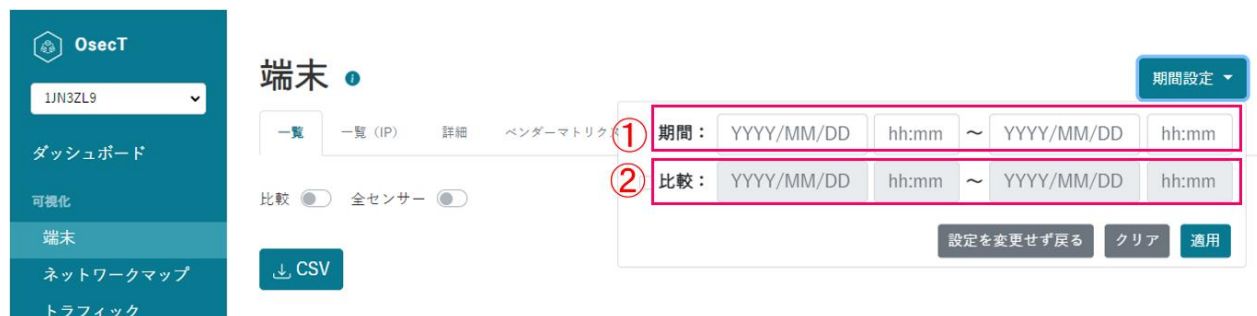 OsecT
1JN3ZL9
ダッシュボード
可視化
端末
ネットワークマップ
トラフィック
端末
期間設定
一覧 一覧（IP） 詳細 ベンダーマトリクス
① 期間： YYYY/MM/DD hh:mm ～ YYYY/MM/DD hh:mm
② 比較： YYYY/MM/DD hh:mm ～ YYYY/MM/DD hh:mm
比較 全センサー
設定を変更せず戻る クリア 適用
CSV